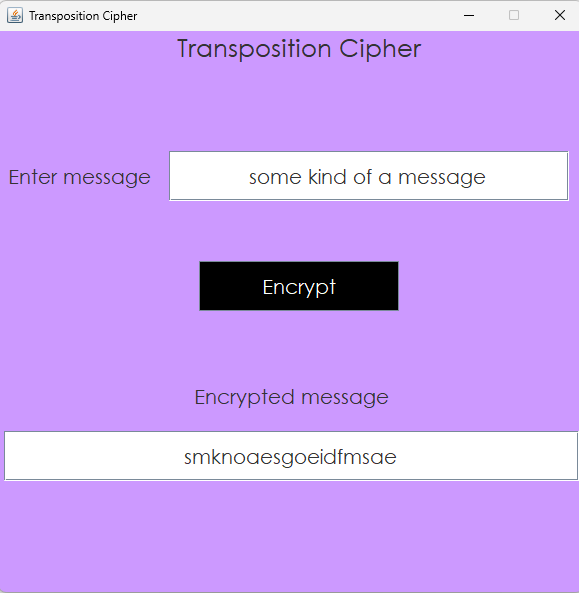 Transposition Cipher
Transposition Cipher
Enter message some kind of a message
Encrypt
Encrypted message
smknoaesgoeidfmsae